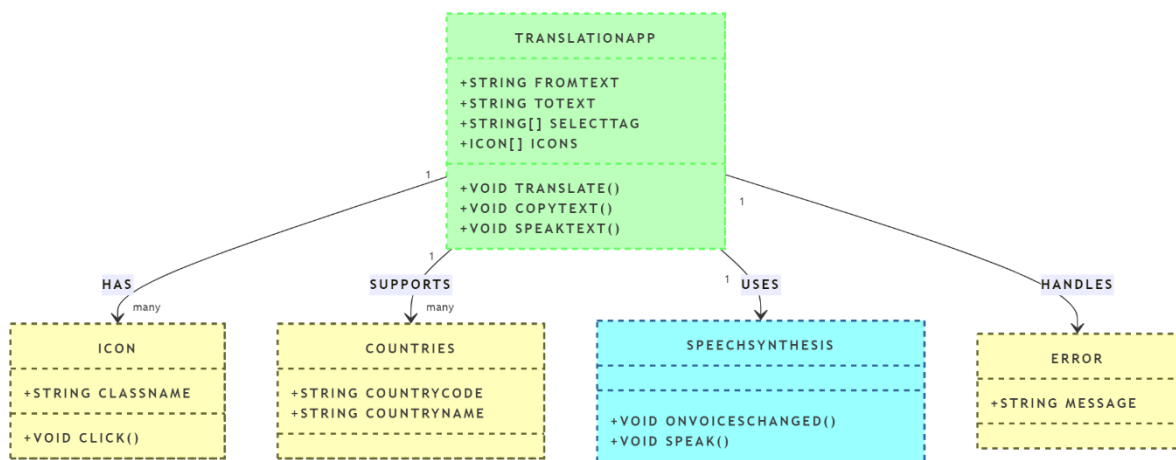 TRANSLATIONAPP
+STRING FROMTEXT
+STRING TOTEXT
+STRING[] SELECTTAG
+ICON[] ICONS
+VOID TRANSLATE()
+VOID COPYTEXT()
+VOID SPEAKTEXT()
1
1
1
1
HAS
SUPPORTS
USES
HANDLES
many
many
ICON
+STRING CLASSNAME
+VOID CLICK()
COUNTRIES
+STRING COUNTRYCODE
+STRING COUNTRYNAME
SPEECHSYNTHESIS
+VOID ONVOICESCHANGED()
+VOID SPEAK()
ERROR
+STRING MESSAGE